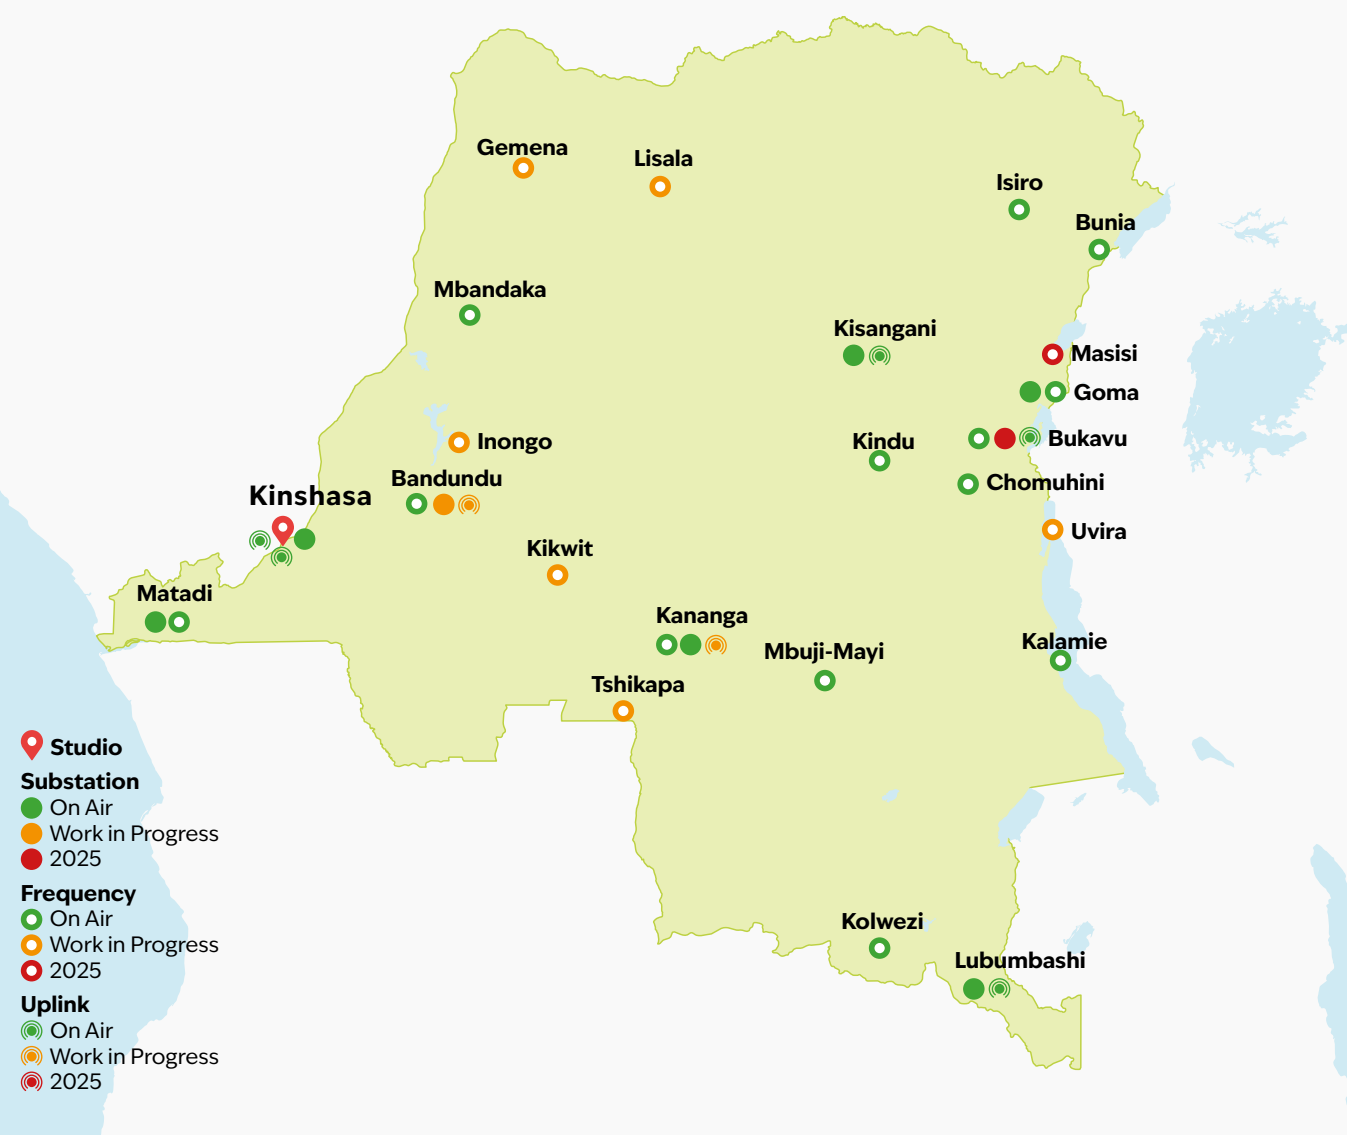 Gemena
Lisala
Isiro
Bunia
Mbandaka
Kisangani
Masisi
Goma
Inongo
Kindu
Bukavu
Bandundu
Chomuhini
Kinshasa
Uvira
Kikwit
Matadi
Kananga
Kalamie
Mbuji-Mayi
Tshikapa
Studio
Substation
On Air
Work in Progress
2025
Frequency
On Air
Work in Progress
2025
Uplink
On Air
Work in Progress
2025
Kolwezi
Lubumbashi